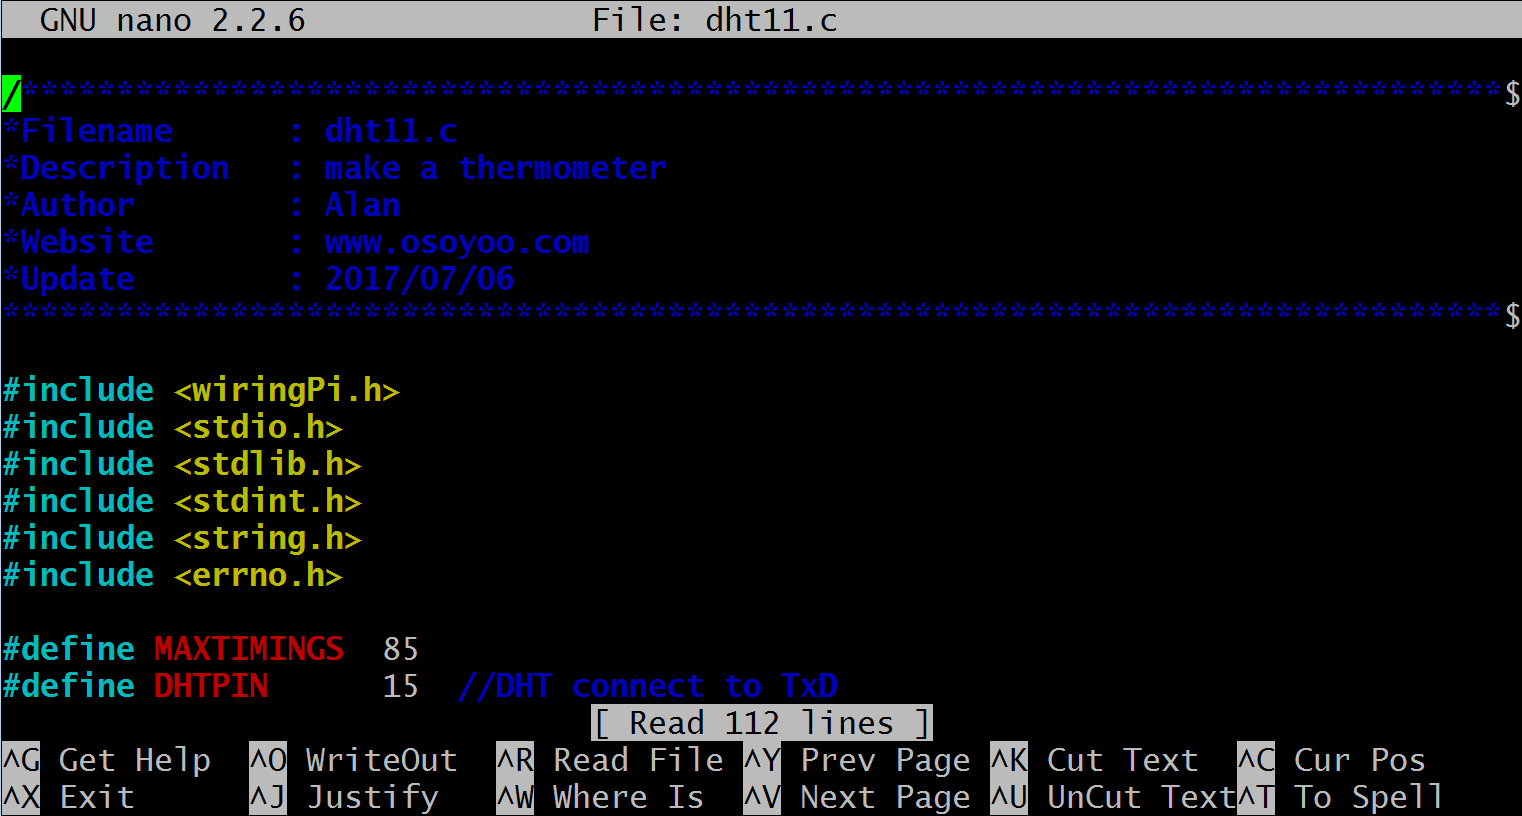 GNU nano 2.2.6 File: dht11.c
/******************************************************************************$
*Filename : dht11.c
*Description : make a thermometer
*Author : Alan
*Website : www.osoyoo.com
*Update : 2017/07/06
*******************************************************************************$
#include <wiringPi.h>
#include <stdio.h>
#include <stdlib.h>
#include <stdint.h>
#include <string.h>
#include <errno.h>
#define MAXTIMINGS 85
#define DHTPIN 15 //DHT connect to TxD
[ Read 112 lines ]
^G Get Help ^O WriteOut ^R Read File ^Y Prev Page ^K Cut Text ^C Cur Pos
^X Exit ^J Justify ^W Where Is ^V Next Page ^U UnCut Text ^T To Spell